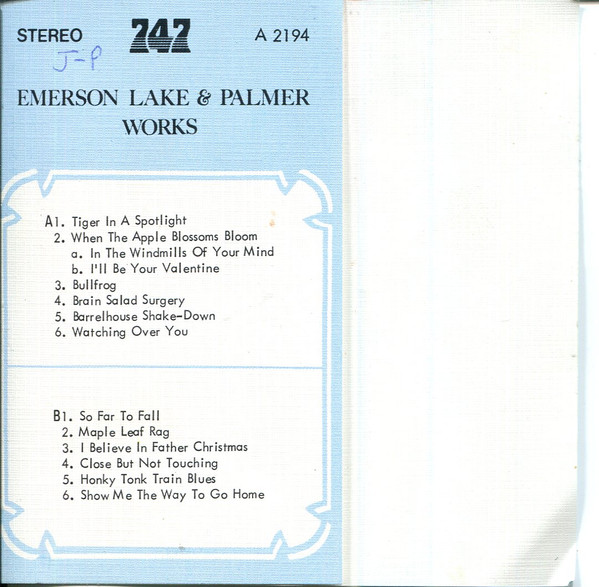 STEREO 747 A 2194
J-P
EMERSON LAKE & PALMER
WORKS
A1. Tiger In A Spotlight
2. When The Apple Blossoms Bloom
a. In The Windmills Of Your Mind
b. I'll Be Your Valentine
3. Bullfrog
4. Brain Salad Surgery
5. Barrelhouse Shake-Down
6. Watching Over You
B1. So Far To Fall
2. Maple Leaf Rag
3. I Believe In Father Christmas
4. Close But Not Touching
5. Honky Tonk Train Blues
6. Show Me The Way To Go Home